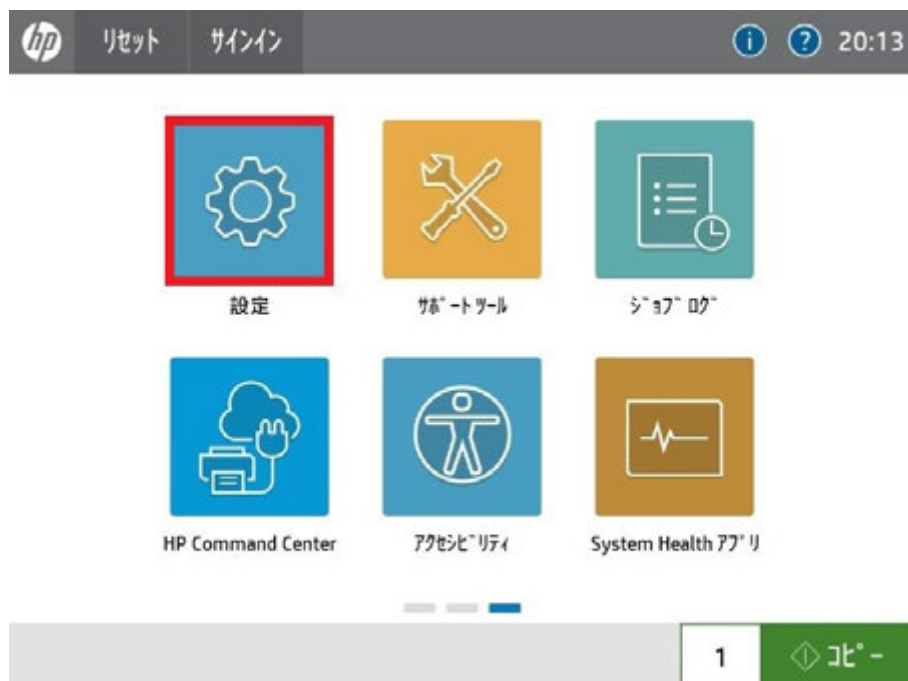 hp リセット サインイン i ? 20:13
設定 ｻﾎﾟｰﾄ ﾂｰﾙ ｼﾞｮﾌﾞ ﾛｸﾞ
HP Command Center ｱｸｾｼﾋﾞﾘﾃｨ System Health ｱﾌﾟﾘ
1 ｺﾋﾟｰ